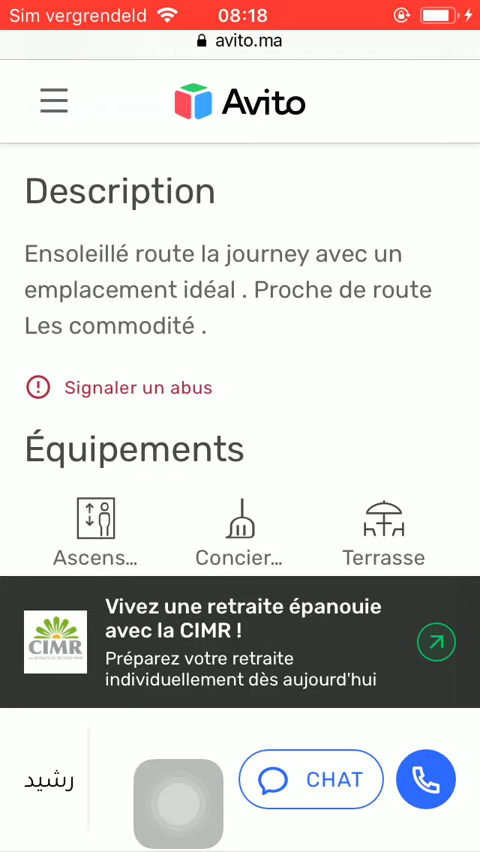 Sim vergrendeld 08:18
avito.ma
Avito
Description
Ensoleillé route la journey avec un
emplacement idéal . Proche de route
Les commodité .
Signaler un abus
Équipements
Ascens... Concier... Terrasse
CIMR
Vivez une retraite épanouie
avec la CIMR !
Préparez votre retraite
individuellement dès aujourd'hui
رشيد
CHAT